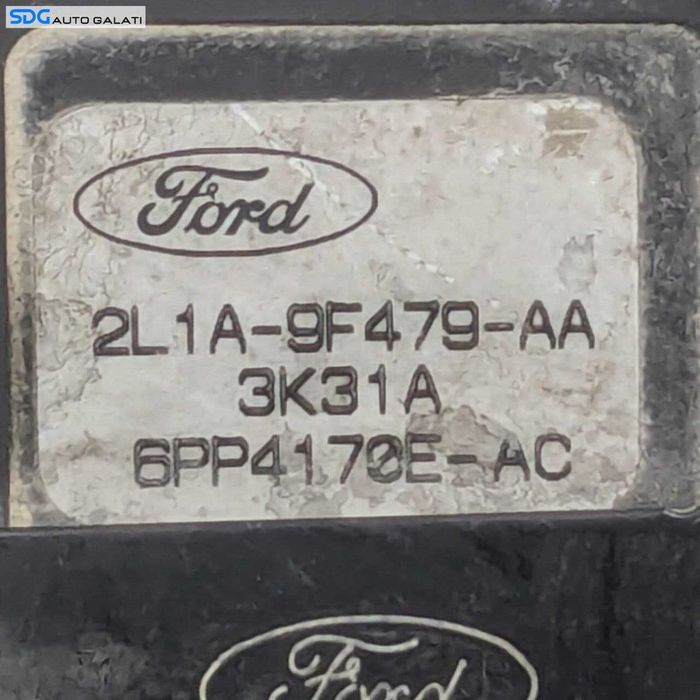 SDG AUTO GALATI
Ford
2L1A-9F479-AA
3K31A
6PP4170E-AC
Ford